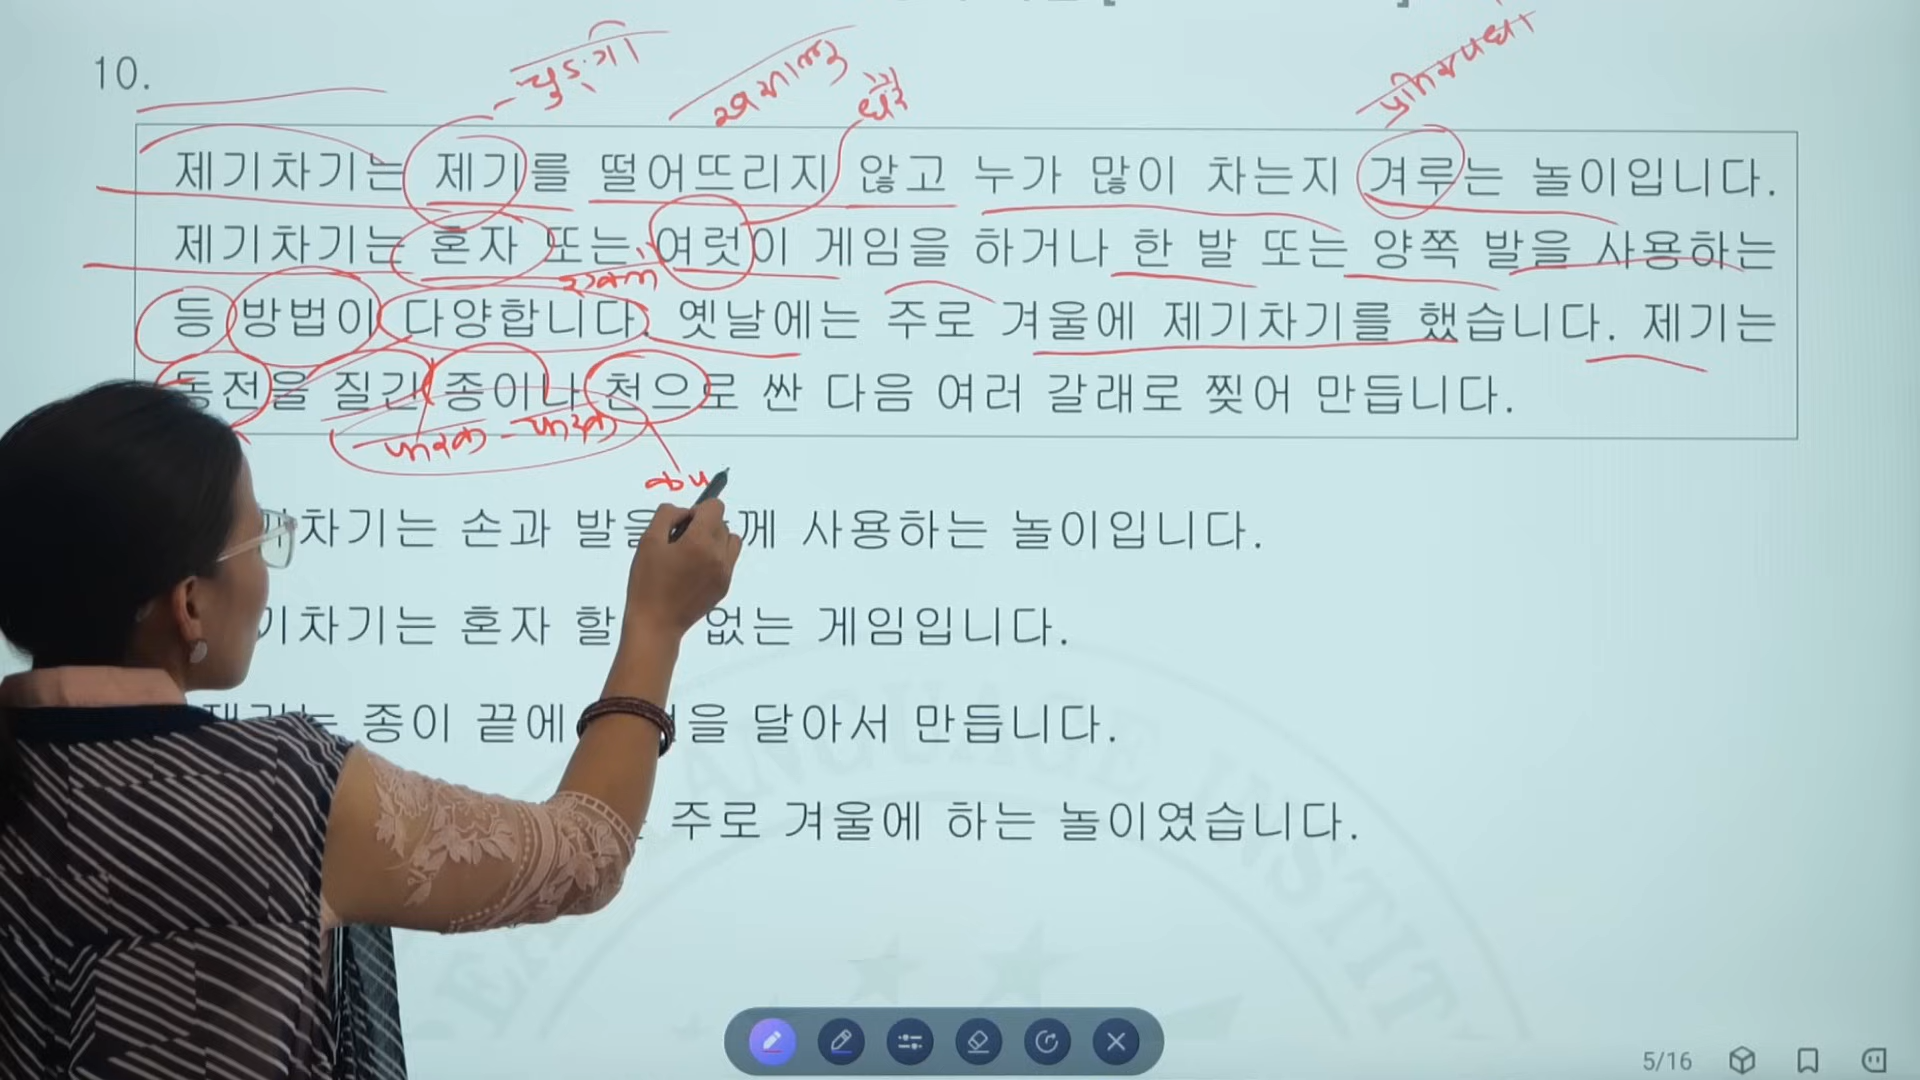 10.
चुङ्गी
खसाल्नु
धेरै
प्रतिस्पर्धा
제기차기는 제기를 떨어뜨리지 않고 누가 많이 차는지 겨루는 놀이입니다.
제기차기는 혼자 또는 여럿이 게임을 하거나 한 발 또는 양쪽 발을 사용하는
등 방법이 다양합니다. 옛날에는 주로 겨울에 제기차기를 했습니다. 제기는
동전을 질긴 종이나 천으로 싼 다음 여러 갈래로 찢어 만듭니다.
फरक - फरक
차기는 손과 발을 께 사용하는 놀이입니다.
기차기는 혼자 할 없는 게임입니다.
종이 끝에 을 달아서 만듭니다.
주로 겨울에 하는 놀이였습니다.
LANGUAGE INSTIT
5/16